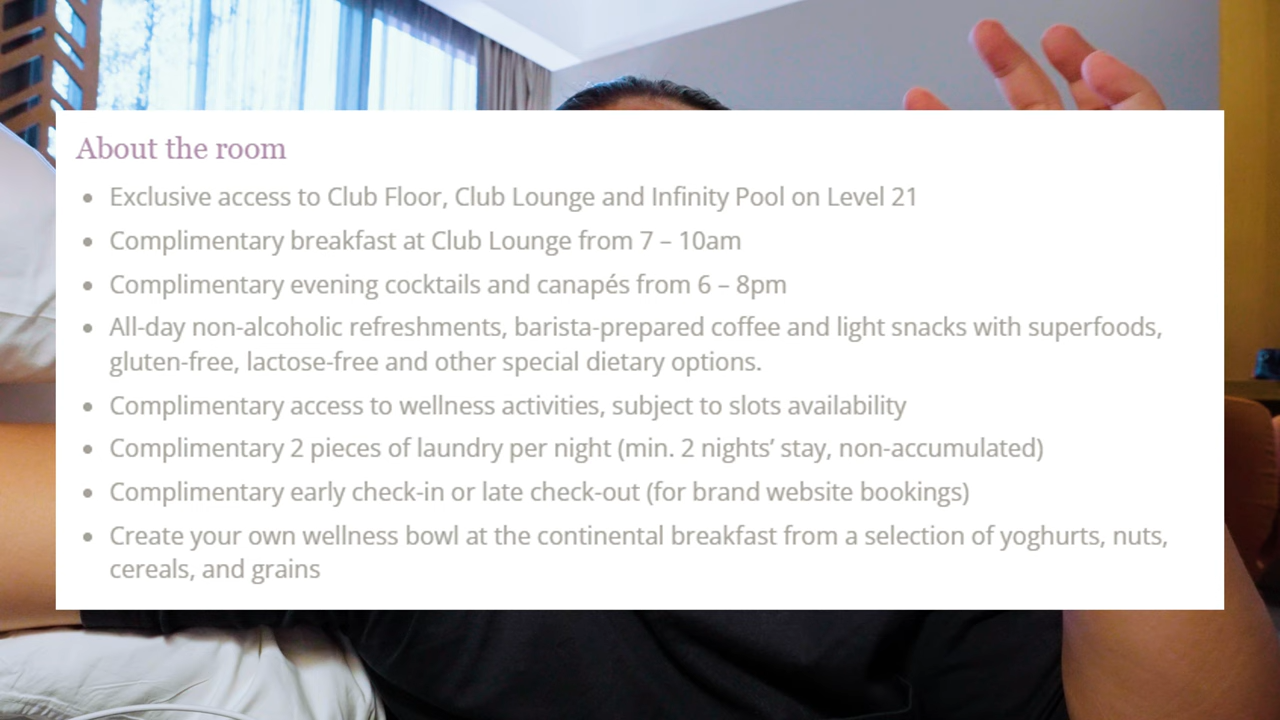 About the room
• Exclusive access to Club Floor, Club Lounge and Infinity Pool on Level 21
• Complimentary breakfast at Club Lounge from 7 – 10am
• Complimentary evening cocktails and canapés from 6 – 8pm
• All-day non-alcoholic refreshments, barista-prepared coffee and light snacks with superfoods,
gluten-free, lactose-free and other special dietary options.
• Complimentary access to wellness activities, subject to slots availability
• Complimentary 2 pieces of laundry per night (min. 2 nights’ stay, non-accumulated)
• Complimentary early check-in or late check-out (for brand website bookings)
• Create your own wellness bowl at the continental breakfast from a selection of yoghurts, nuts,
cereals, and grains